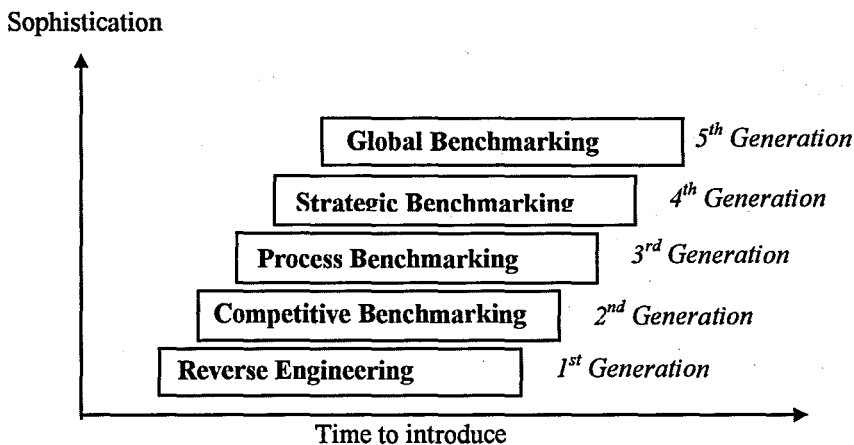 Sophistication
Global Benchmarking 5th Generation
Strategic Benchmarking 4th Generation
Process Benchmarking 3rd Generation
Competitive Benchmarking 2nd Generation
Reverse Engineering 1st Generation
Time to introduce